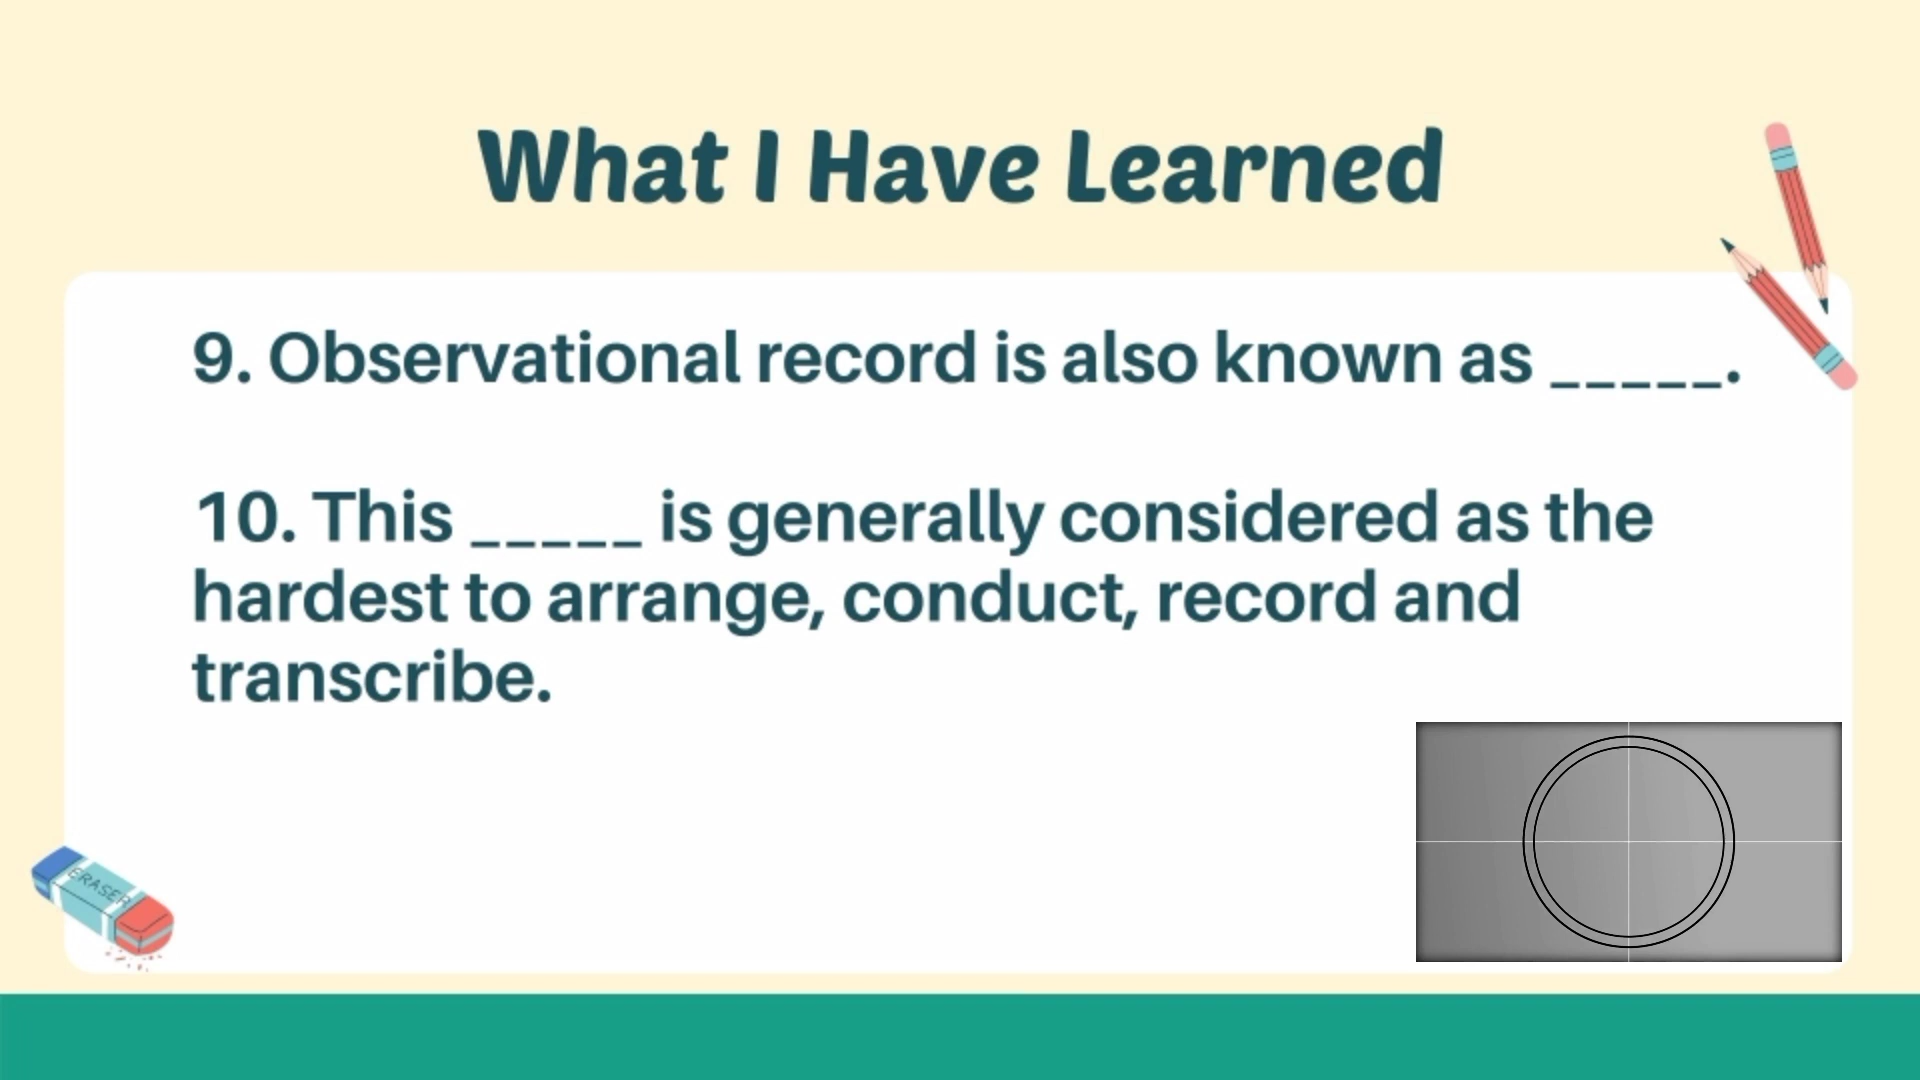 What I Have Learned
9. Observational record is also known as _____.
10. This _____ is generally considered as the
hardest to arrange, conduct, record and
transcribe.
ERASER